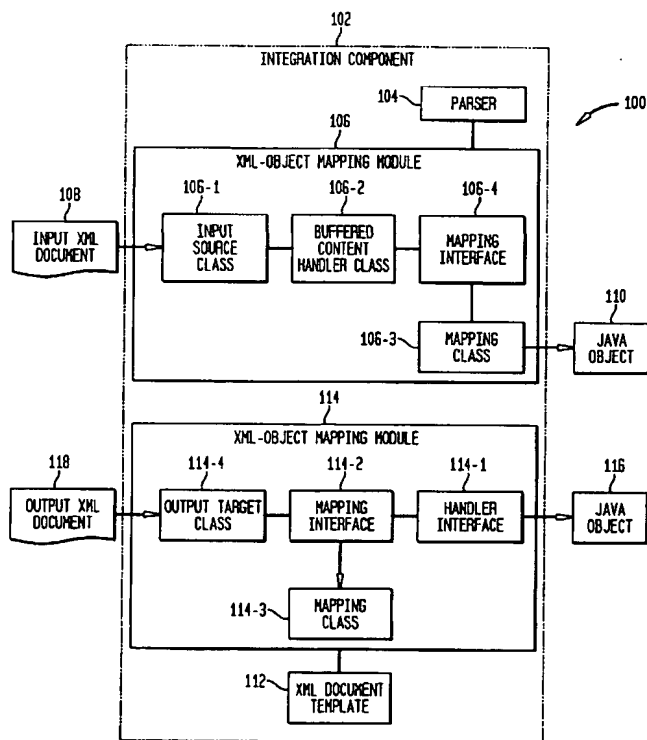 102
INTEGRATION COMPONENT
104
PARSER
100
106
XML-OBJECT MAPPING MODULE
108
106-1
106-2
106-4
INPUT XML
DOCUMENT
INPUT
SOURCE
CLASS
BUFFERED
CONTENT
HANDLER CLASS
MAPPING
INTERFACE
110
106-3
MAPPING
CLASS
JAVA
OBJECT
114
XML-OBJECT MAPPING MODULE
118
114-4
114-2
114-1
116
OUTPUT XML
DOCUMENT
OUTPUT TARGET
CLASS
MAPPING
INTERFACE
HANDLER
INTERFACE
JAVA
OBJECT
114-3
MAPPING
CLASS
112
XML DOCUMENT
TEMPLATE